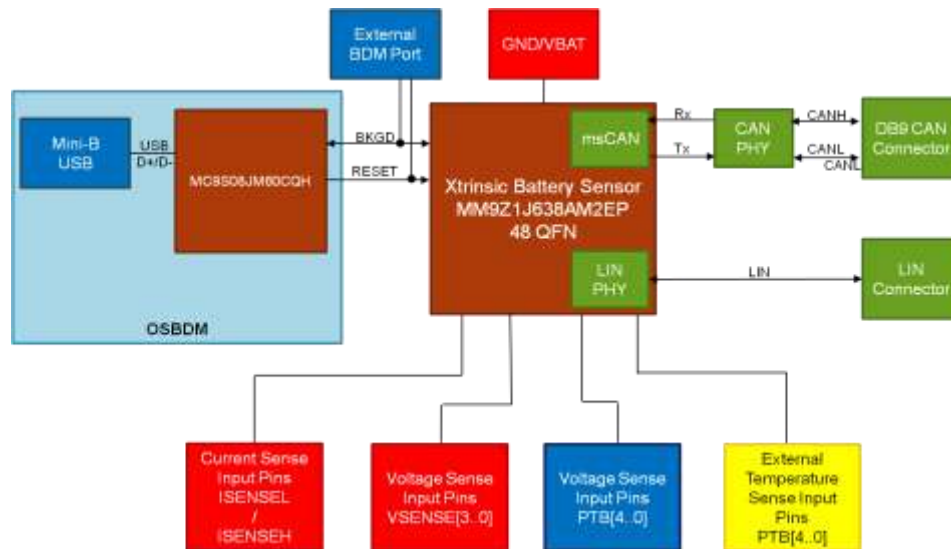 External
BDM Port
GND/VBAT
Mini-B
USB
USB
D+/D-
MC9S08JM60CQH
BKGD
RESET
OSBDM
msCAN
Xtrinsic Battery Sensor
MM9Z1J638AM2EP
48 QFN
LIN
PHY
Rx
Tx
CAN
PHY
CANH
CANL
CANL
DB9 CAN
Connector
LIN
LIN
Connector
Current Sense
Input Pins
ISENSEL
/
ISENSEH
Voltage Sense
Input Pins
VSENSE[3..0]
Voltage Sense
Input Pins
PTB[4..0]
External
Temperature
Sense Input
Pins
PTB[4..0]